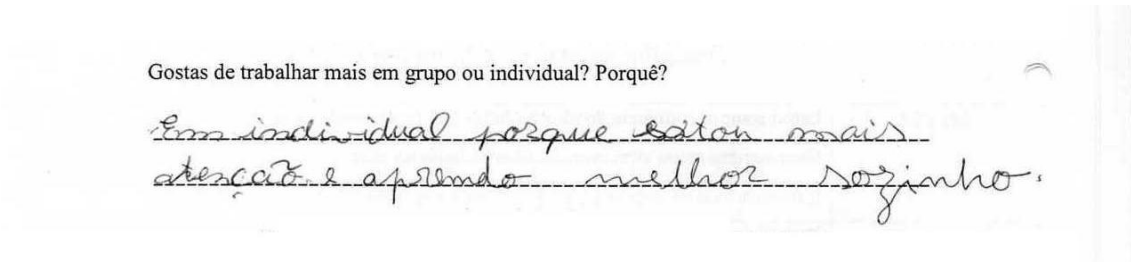 Gostas de trabalhar mais em grupo ou individual? Porquê?
Em individual porque estou mais
atenção e aprendo melhor sozinho.